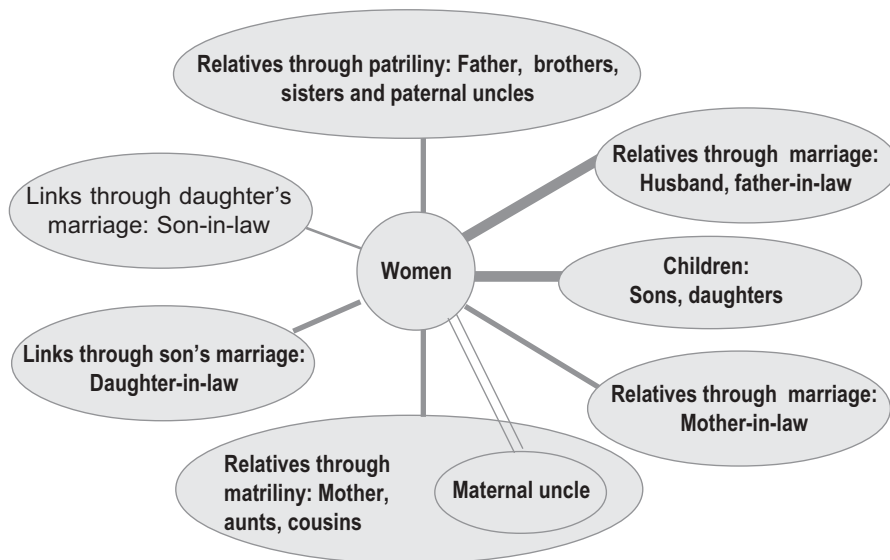 Relatives through patriliny: Father, brothers,
sisters and paternal uncles
Relatives through marriage:
Husband, father-in-law
Links through daughter's
marriage: Son-in-law
Women
Children:
Sons, daughters
Links through son's marriage:
Daughter-in-law
Relatives through marriage:
Mother-in-law
Relatives through
matriliny: Mother,
aunts, cousins
Maternal uncle